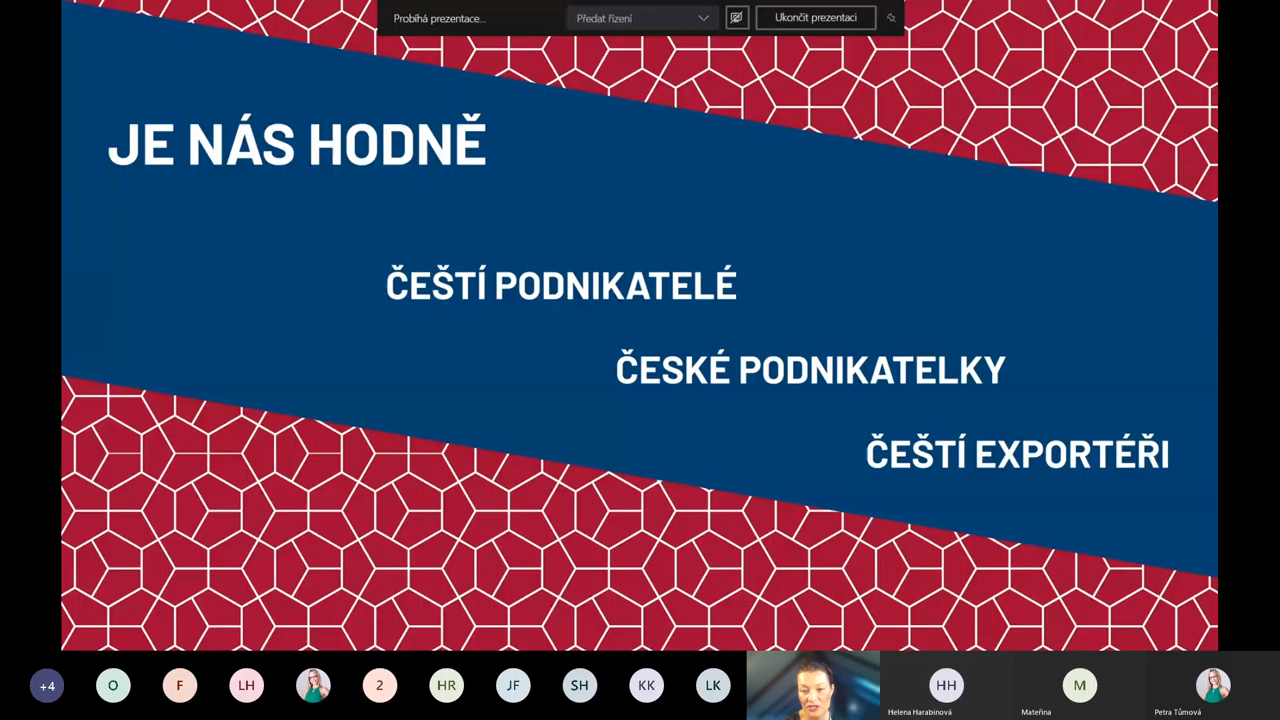 Probíhá prezentace...
Předat řízení
Ukončit prezentaci
JE NÁS HODNĚ
ČEŠTÍ PODNIKATELÉ
ČESKÉ PODNIKATELKY
ČEŠTÍ EXPORTÉŘI
+4
O
F
LH
2
HR
JF
SH
KK
LK
HH
M
Helena Harabinová
Mateřina
Petra Tůmová